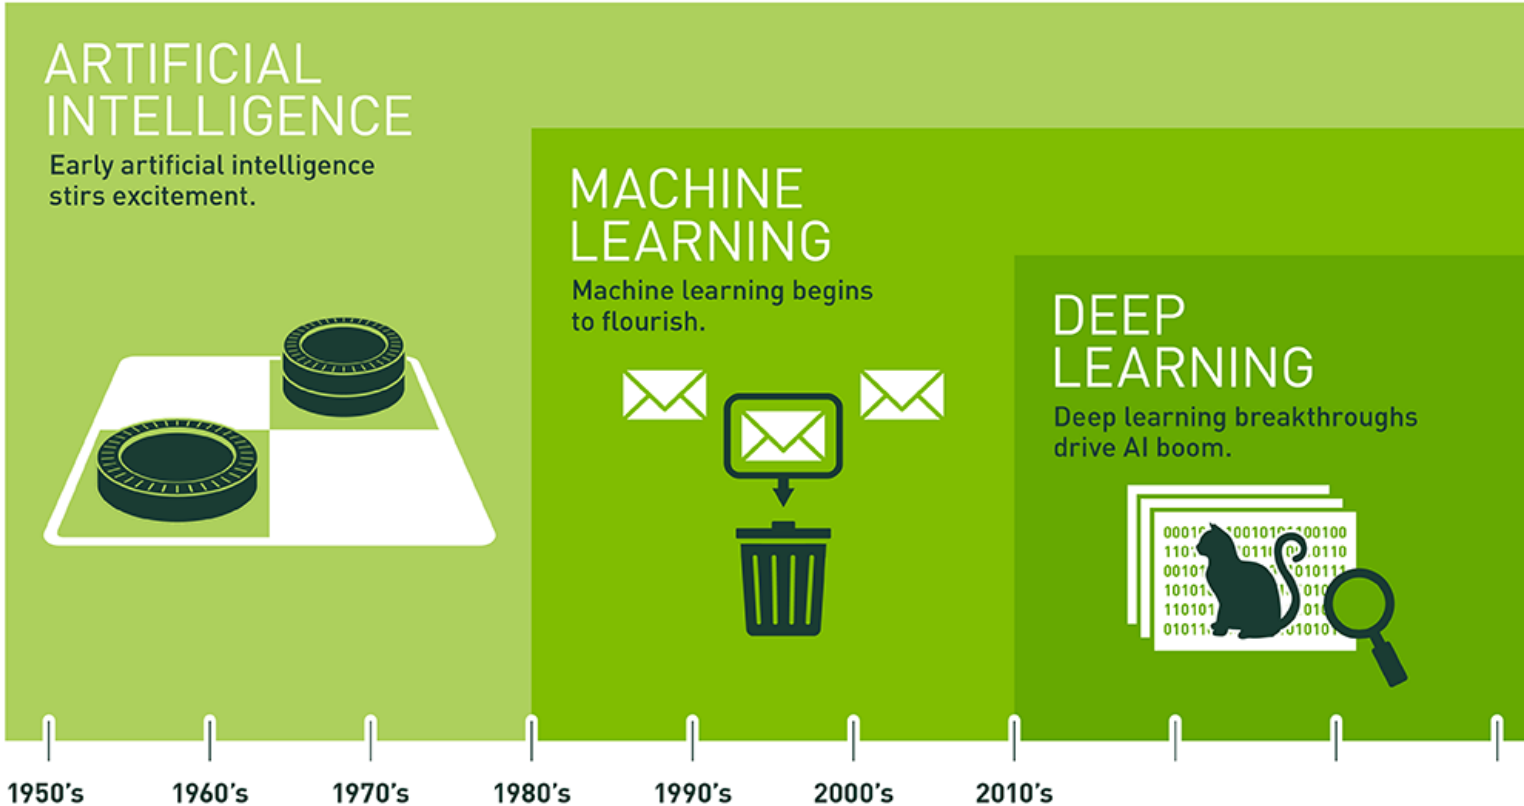 ARTIFICIAL
INTELLIGENCE
Early artificial intelligence
stirs excitement.
MACHINE
LEARNING
Machine learning begins
to flourish.
DEEP
LEARNING
Deep learning breakthroughs
drive AI boom.
1950's
1960's
1970's
1980's
1990's
2000's
2010's